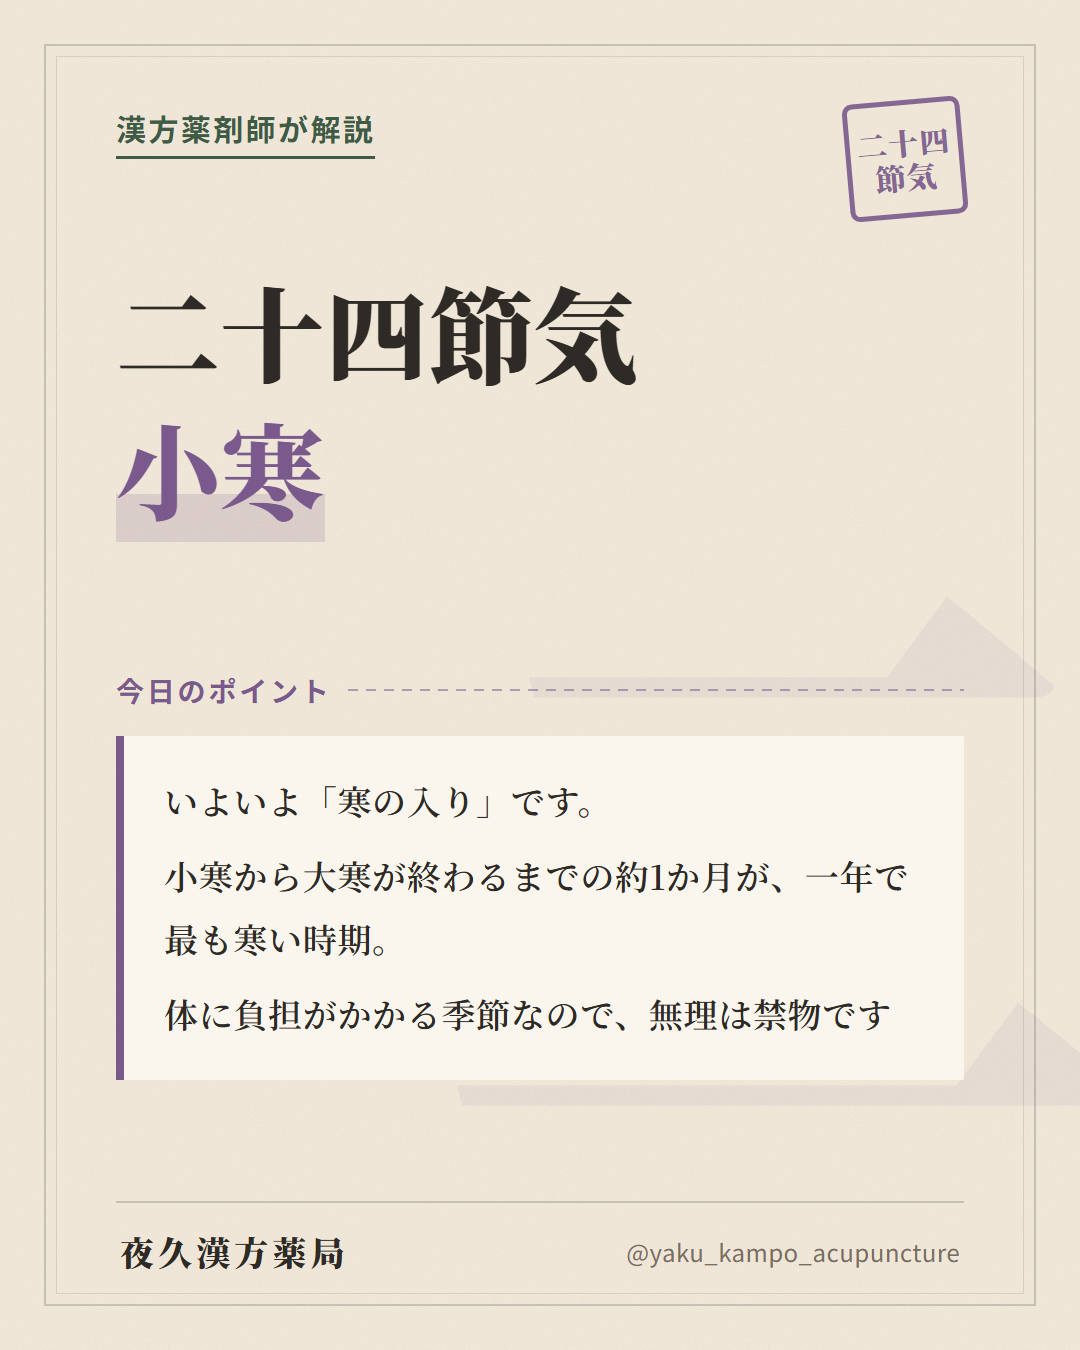 漢方薬剤師が解説
二十四
節気
二十四節気
小寒
今日のポイント
いよいよ「寒の入り」です。
小寒から大寒が終わるまでの約1か月が、一年で
最も寒い時期。
体に負担がかかる季節なので、無理は禁物です
夜久漢方薬局
@yaku_kampo_acupuncture